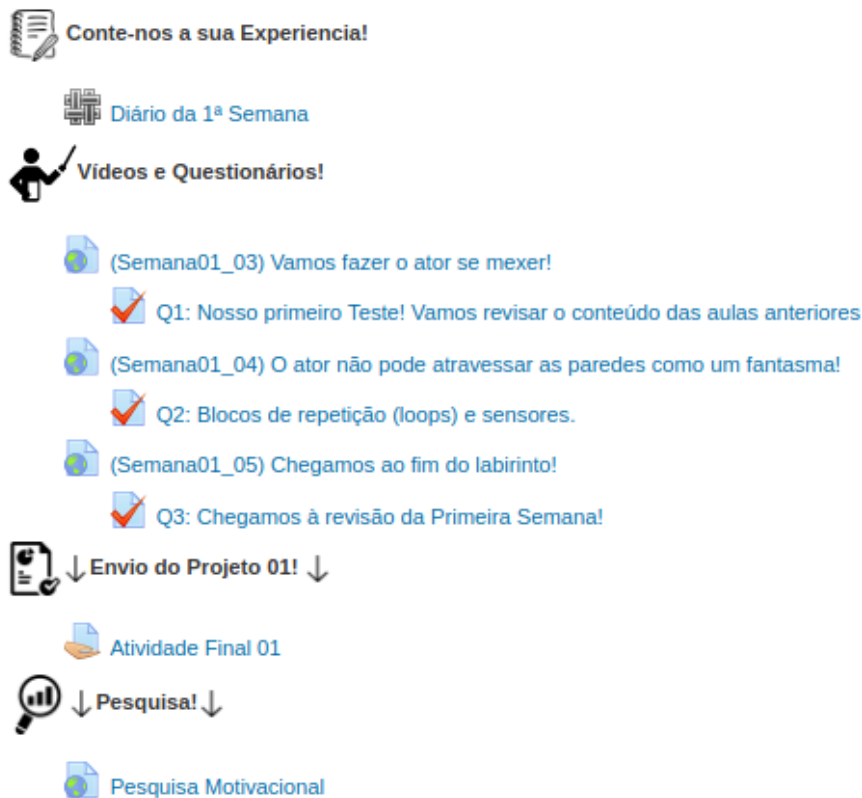 Conte-nos a sua Experiencia!
Diário da 1ª Semana
Vídeos e Questionários!
(Semana01_03) Vamos fazer o ator se mexer!
Q1: Nosso primeiro Teste! Vamos revisar o conteúdo das aulas anteriores
(Semana01_04) O ator não pode atravessar as paredes como um fantasma!
Q2: Blocos de repetição (loops) e sensores.
(Semana01_05) Chegamos ao fim do labirinto!
Q3: Chegamos à revisão da Primeira Semana!
↓ Envio do Projeto 01! ↓
Atividade Final 01
↓ Pesquisa! ↓
Pesquisa Motivacional